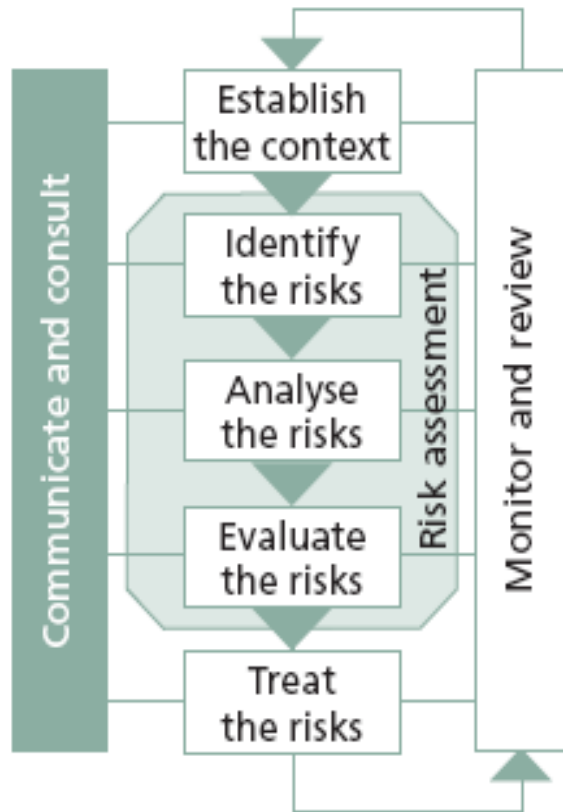 Communicate and consult
Establish
the context
Identify
the risks
Analyse
the risks
Evaluate
the risks
Risk assessment
Treat
the risks
Monitor and review